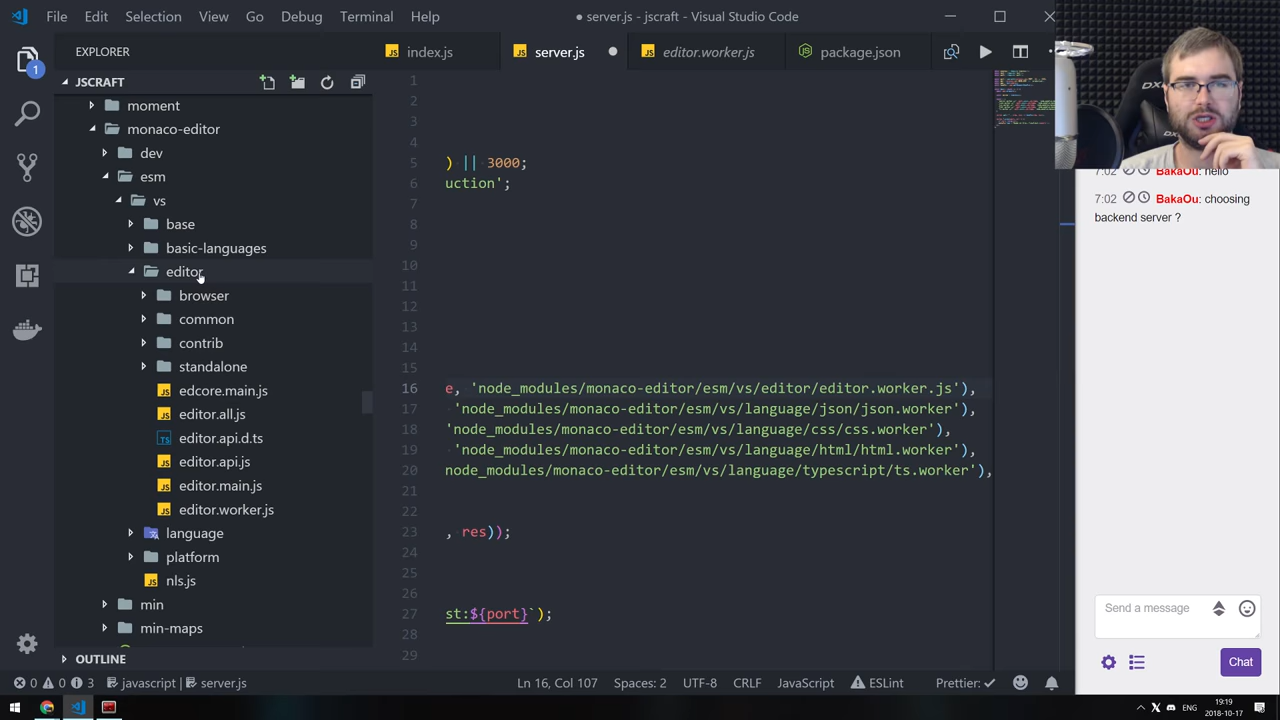 File Edit Selection View Go Debug Terminal Help
● server.js - jscraft - Visual Studio Code
EXPLORER
index.js
server.js
editor.worker.js
package.json
JSCRAFT
moment
monaco-editor
dev
esm
vs
base
basic-languages
editor
browser
common
contrib
standalone
edcore.main.js
editor.all.js
editor.api.d.ts
editor.api.js
editor.main.js
editor.worker.js
language
platform
nls.js
min
min-maps
OUTLINE
1
1
2
3
4
5 ) || 3000;
6 uction';
7
8
9
10
11
12
13
14
15
16 e, 'node_modules/monaco-editor/esm/vs/editor/editor.worker.js'),
17 'node_modules/monaco-editor/esm/vs/language/json/json.worker'),
18 'node_modules/monaco-editor/esm/vs/language/css/css.worker'),
19 'node_modules/monaco-editor/esm/vs/language/html/html.worker'),
20 node_modules/monaco-editor/esm/vs/language/typescript/ts.worker'),
21
22
23 , res));
24
25
26
27 st:${port}`);
28
29
7:02 BakaOu: hello
7:02 BakaOu: choosing
backend server ?
Send a message
Chat
0 0 3 javascript server.js
Ln 16, Col 107 Spaces: 2 UTF-8 CRLF JavaScript ESLint Prettier: ✓
ENG
19:19
2018-10-17